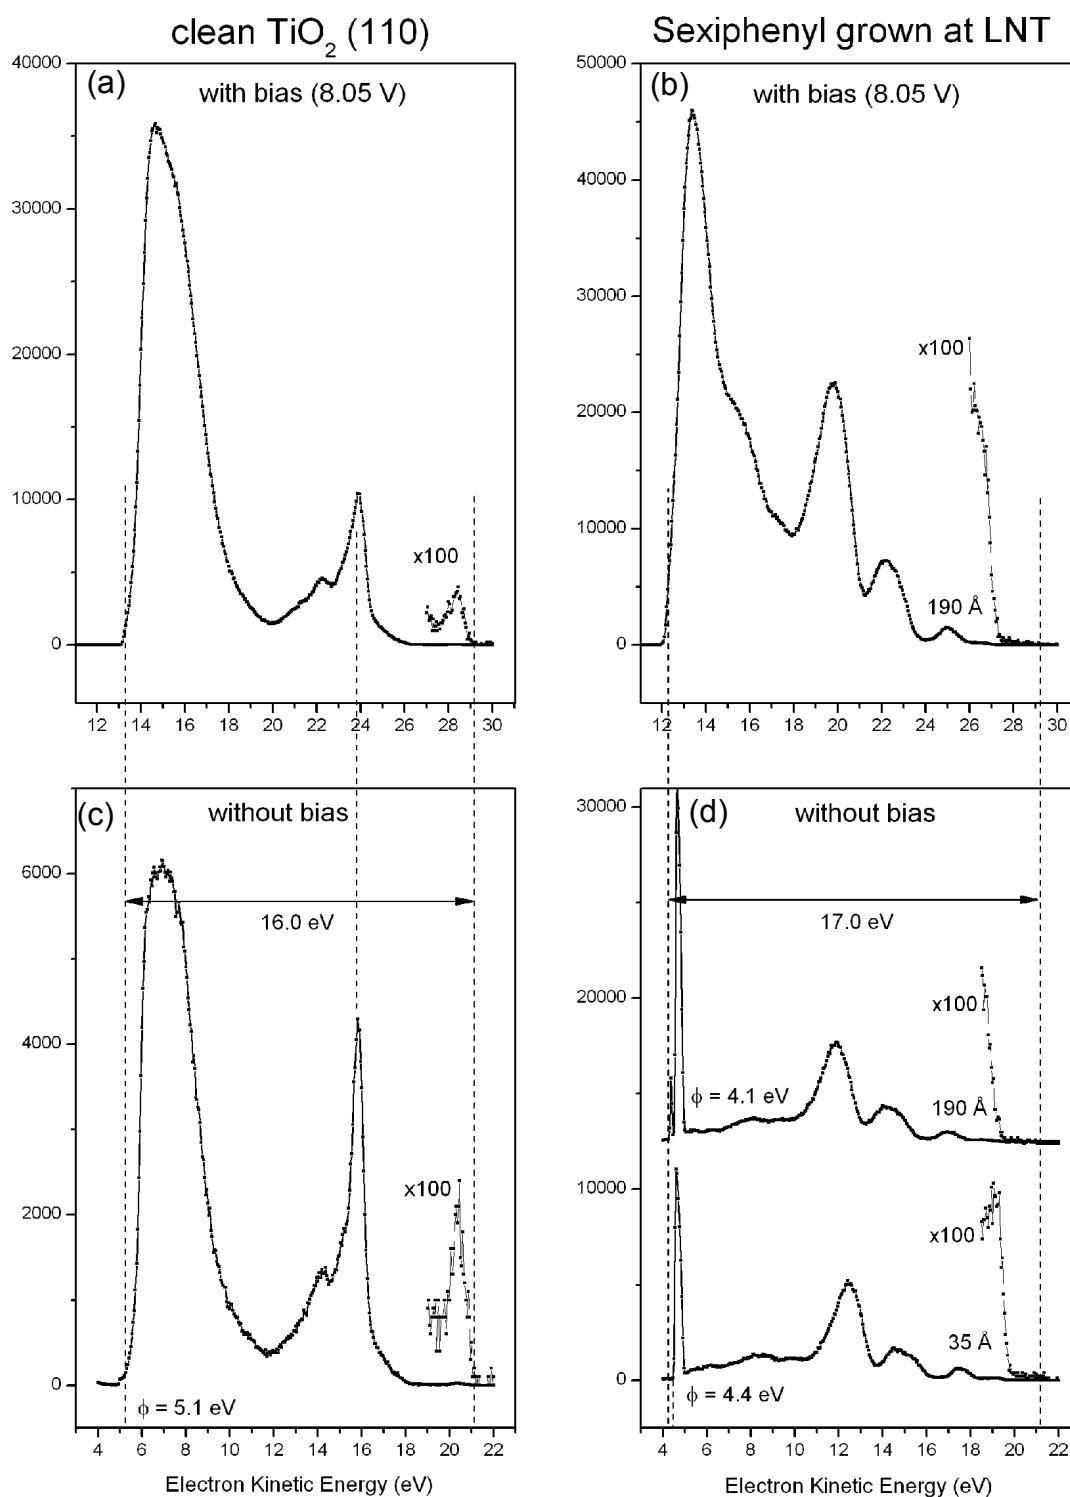 clean TiO₂ (110)
Sexiphenyl grown at LNT
(a)
with bias (8.05 V)
40000
30000
20000
10000
0
x100
12 14 16 18 20 22 24 26 28 30
(b)
with bias (8.05 V)
50000
40000
30000
20000
10000
0
x100
190 Å
12 14 16 18 20 22 24 26 28 30
(c)
without bias
6000
4000
2000
0
16.0 eV
x100
ϕ = 5.1 eV
4 6 8 10 12 14 16 18 20 22
Electron Kinetic Energy (eV)
(d)
without bias
30000
20000
10000
0
17.0 eV
x100
ϕ = 4.1 eV
190 Å
x100
35 Å
ϕ = 4.4 eV
4 6 8 10 12 14 16 18 20 22
Electron Kinetic Energy (eV)